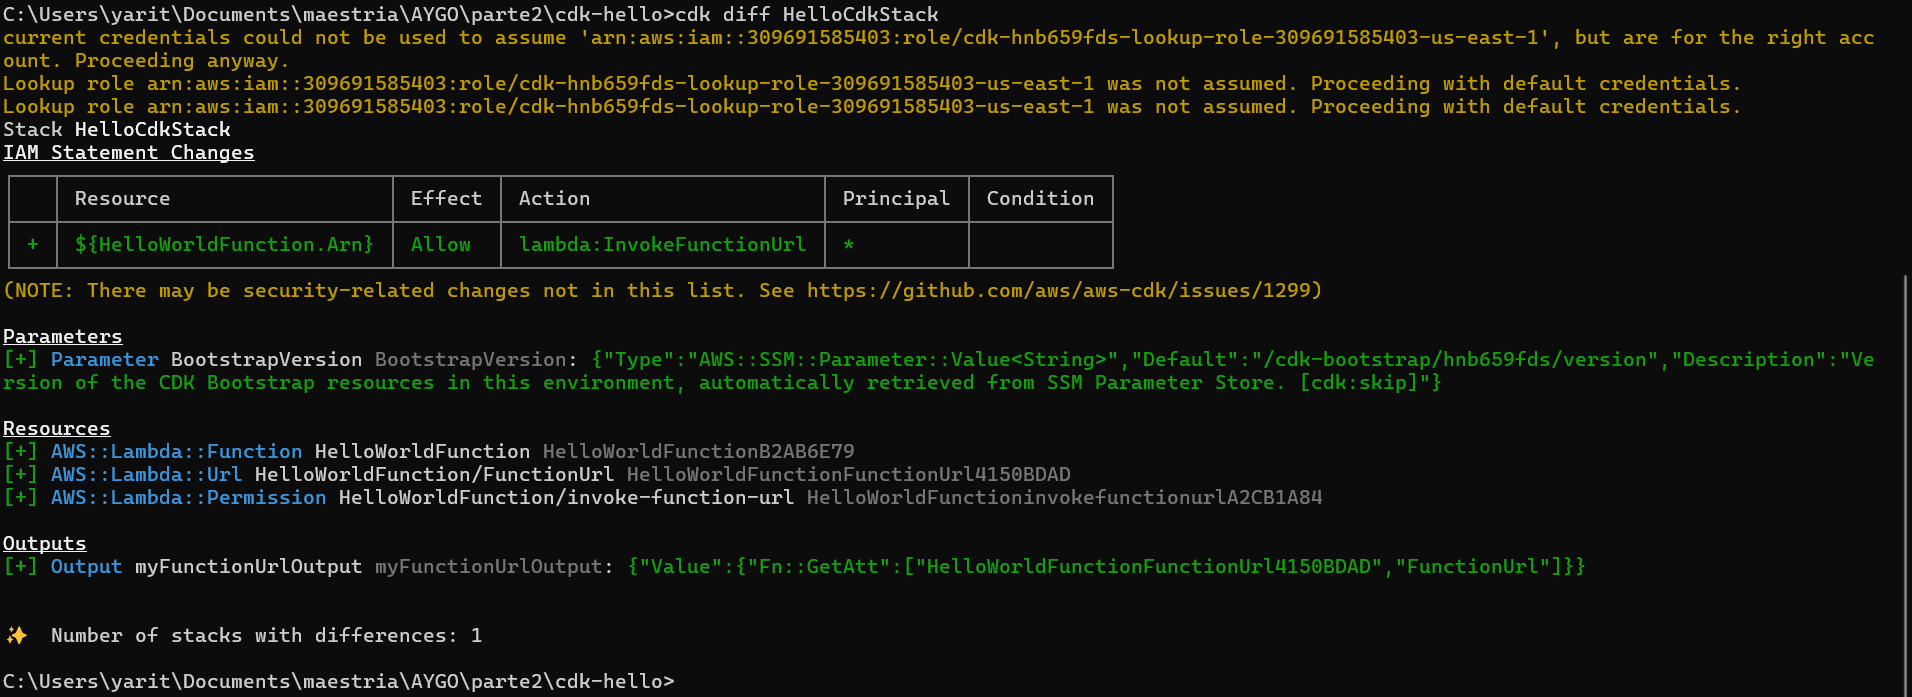 C:\Users\yarit\Documents\maestria\AYGO\parte2\cdk-hello>cdk diff HelloCdkStack
current credentials could not be used to assume 'arn:aws:iam::309691585403:role/cdk-hnb659fds-lookup-role-309691585403-us-east-1', but are for the right acc
ount. Proceeding anyway.
Lookup role arn:aws:iam::309691585403:role/cdk-hnb659fds-lookup-role-309691585403-us-east-1 was not assumed. Proceeding with default credentials.
Lookup role arn:aws:iam::309691585403:role/cdk-hnb659fds-lookup-role-309691585403-us-east-1 was not assumed. Proceeding with default credentials.
Stack HelloCdkStack
IAM Statement Changes
Resource Effect Action Principal Condition
+ ${HelloWorldFunction.Arn} Allow lambda:InvokeFunctionUrl *
(NOTE: There may be security-related changes not in this list. See https://github.com/aws/aws-cdk/issues/1299)
Parameters
[+] Parameter BootstrapVersion BootstrapVersion: {"Type":"AWS::SSM::Parameter::Value<String>","Default":"/cdk-bootstrap/hnb659fds/version","Description":"Ve
rsion of the CDK Bootstrap resources in this environment, automatically retrieved from SSM Parameter Store. [cdk:skip]"}
Resources
[+] AWS::Lambda::Function HelloWorldFunction HelloWorldFunctionB2AB6E79
[+] AWS::Lambda::Url HelloWorldFunction/FunctionUrl HelloWorldFunctionFunctionUrl4150BDAD
[+] AWS::Lambda::Permission HelloWorldFunction/invoke-function-url HelloWorldFunctioninvokefunctionurlA2CB1A84
Outputs
[+] Output myFunctionUrlOutput myFunctionUrlOutput: {"Value":{"Fn::GetAtt":["HelloWorldFunctionFunctionUrl4150BDAD","FunctionUrl"]}}
✨ Number of stacks with differences: 1
C:\Users\yarit\Documents\maestria\AYGO\parte2\cdk-hello>